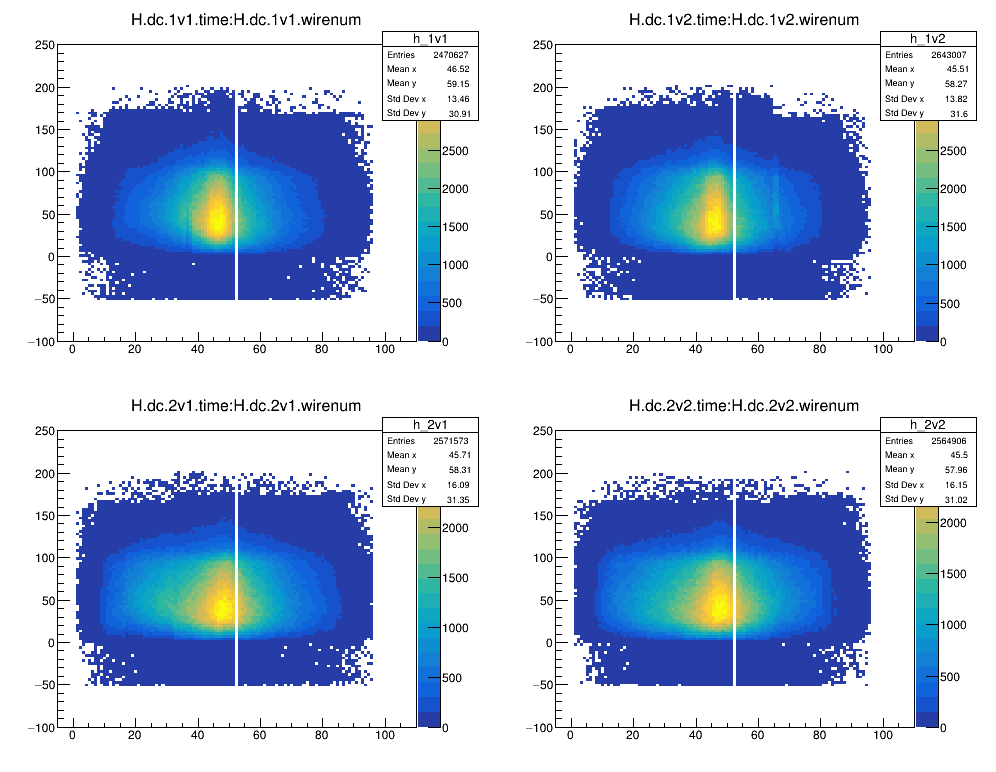 H.dc.1v1.time:H.dc.1v1.wirenum
h_1v1
Entries 2470627
Mean x 46.52
Mean y 59.15
Std Dev x 13.46
Std Dev y 30.91
250
200
150
100
50
0
−50
−100
0 20 40 60 80 100
2500
2000
1500
1000
500
0
H.dc.1v2.time:H.dc.1v2.wirenum
h_1v2
Entries 2643007
Mean x 45.51
Mean y 58.27
Std Dev x 13.82
Std Dev y 31.6
250
200
150
100
50
0
−50
−100
0 20 40 60 80 100
2500
2000
1500
1000
500
0
H.dc.2v1.time:H.dc.2v1.wirenum
h_2v1
Entries 2571573
Mean x 45.71
Mean y 58.31
Std Dev x 16.09
Std Dev y 31.35
250
200
150
100
50
0
−50
−100
0 20 40 60 80 100
2000
1500
1000
500
0
H.dc.2v2.time:H.dc.2v2.wirenum
h_2v2
Entries 2564906
Mean x 45.5
Mean y 57.96
Std Dev x 16.15
Std Dev y 31.02
250
200
150
100
50
0
−50
−100
0 20 40 60 80 100
2000
1500
1000
500
0